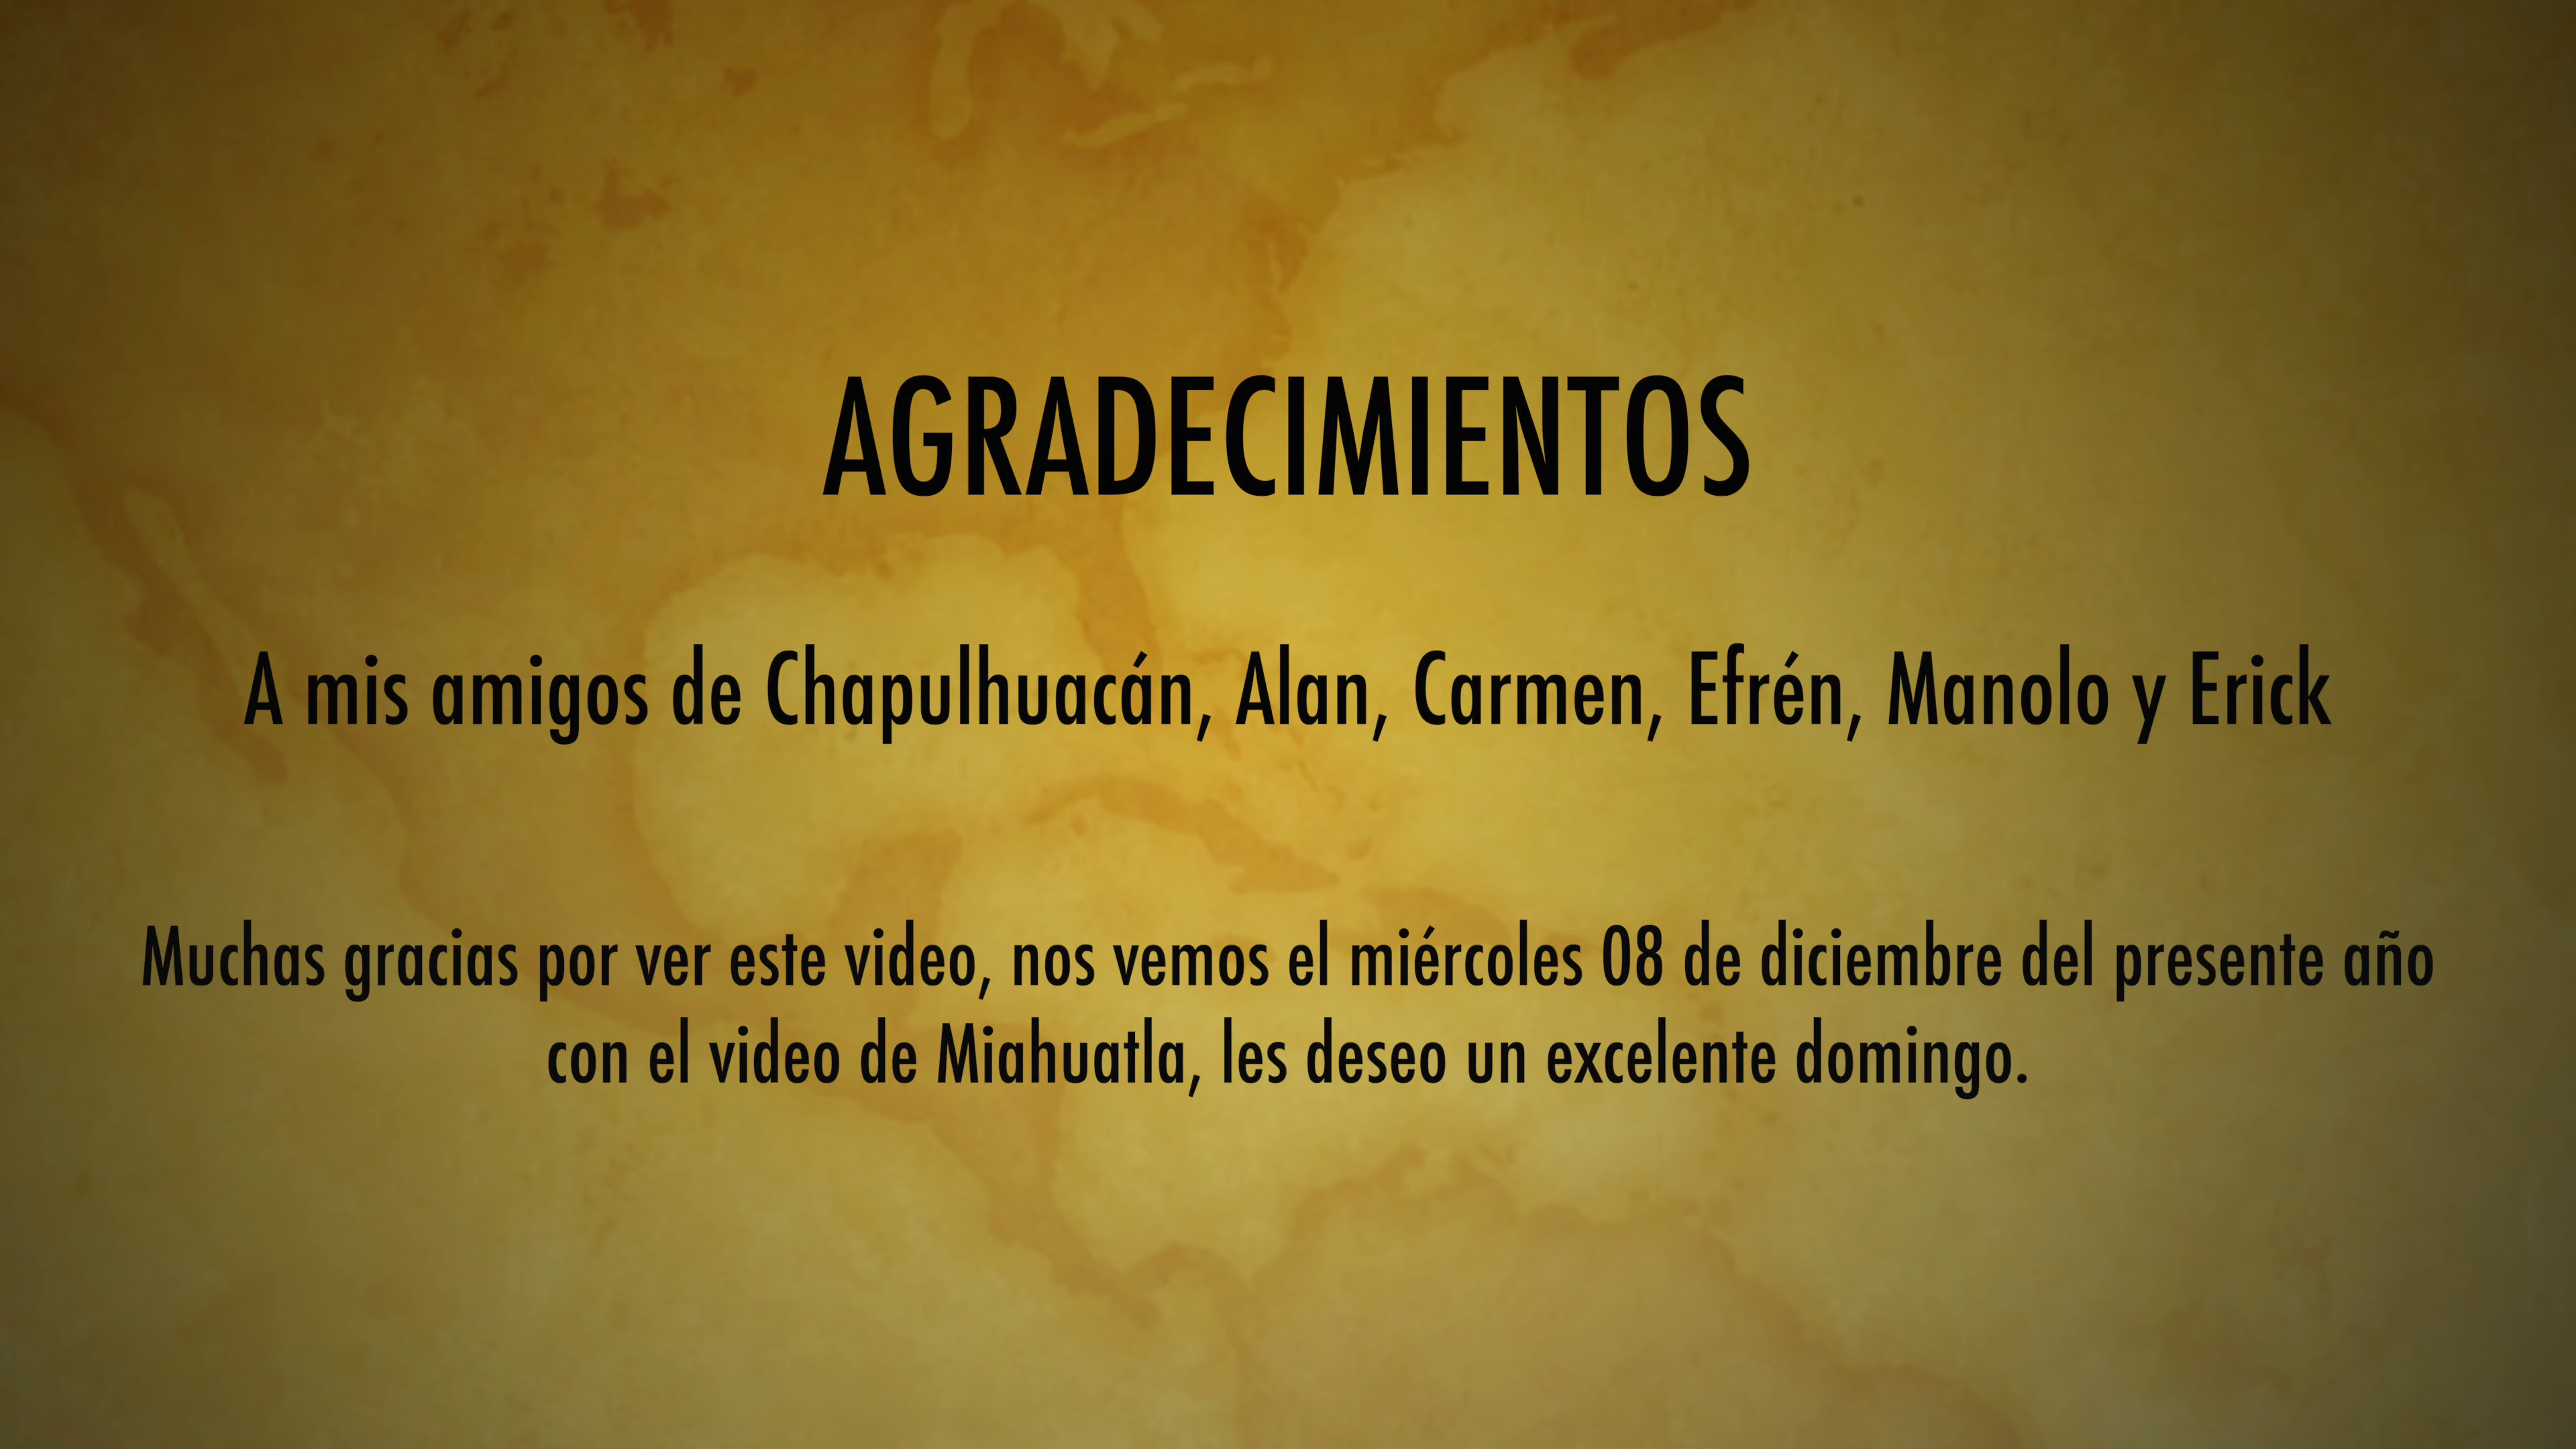 AGRADECIMIENTOS
A mis amigos de Chapulhuacán, Alan, Carmen, Efrén, Manolo y Erick
Muchas gracias por ver este video, nos vemos el miércoles 08 de diciembre del presente año
con el video de Miahuatla, les deseo un excelente domingo.